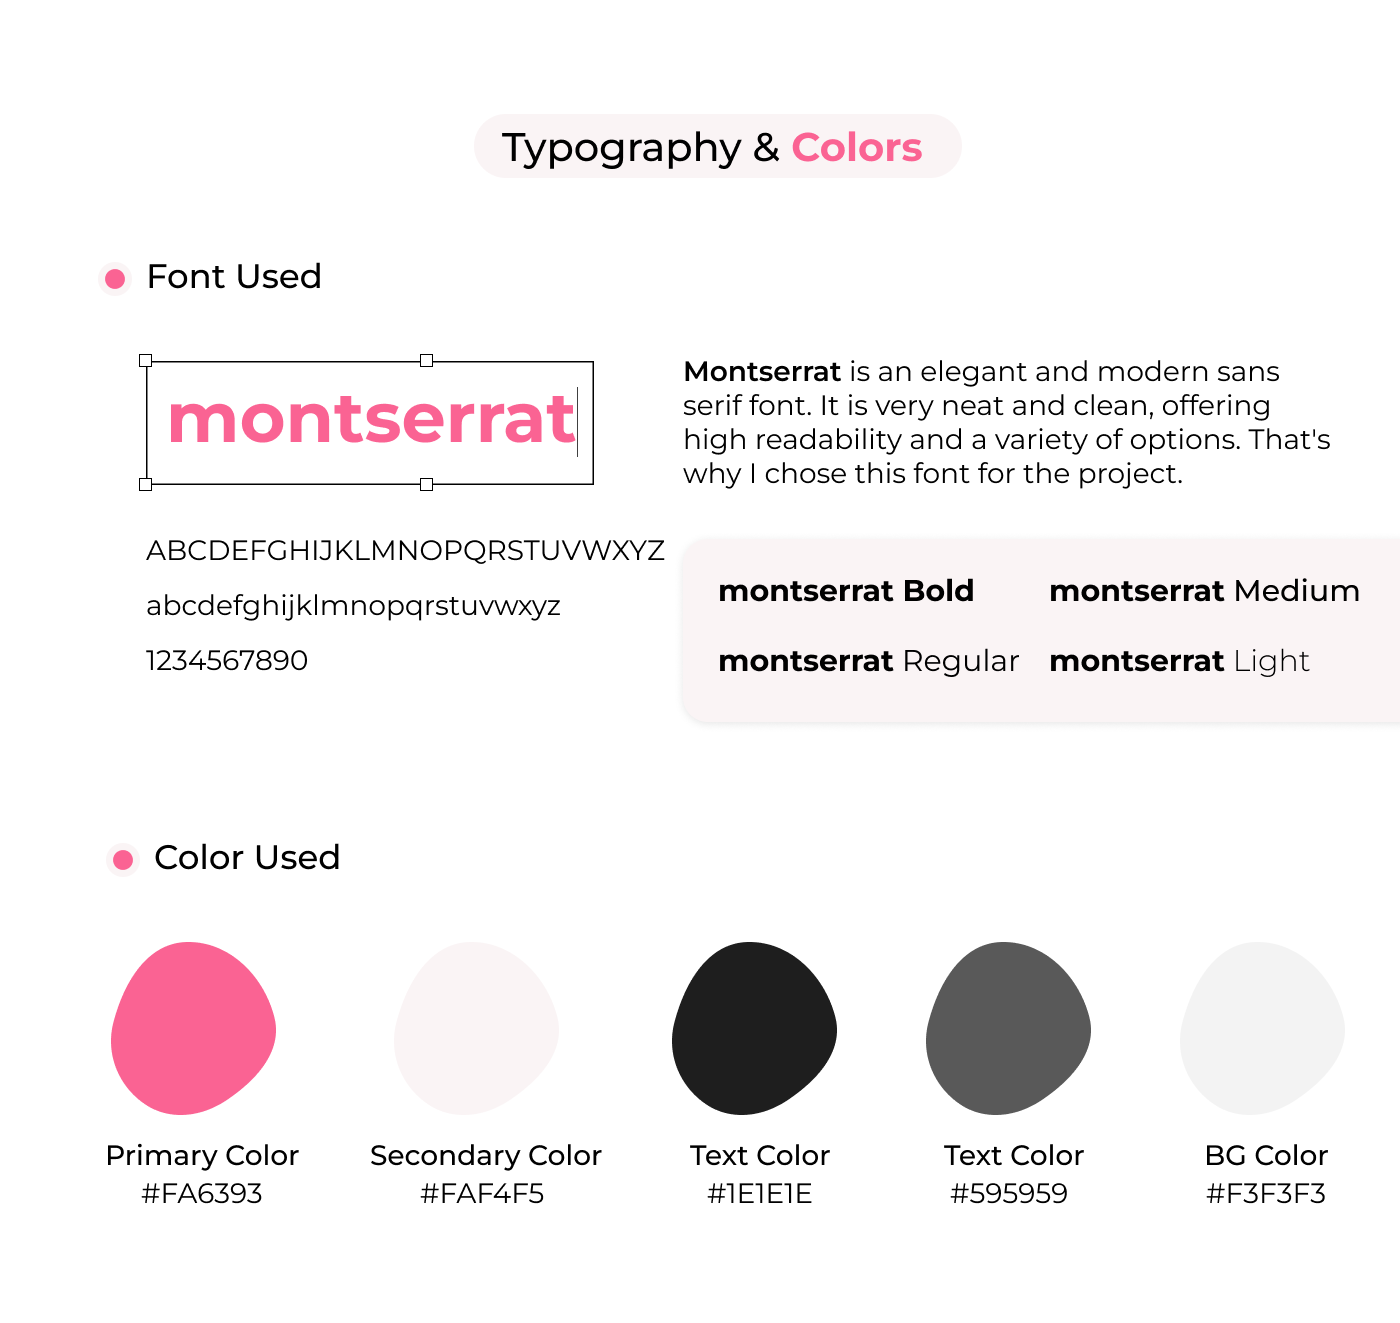 Typography & Colors
Font Used
montserrat
Montserrat is an elegant and modern sans
serif font. It is very neat and clean, offering
high readability and a variety of options. That's
why I chose this font for the project.
ABCDEFGHIJKLMNOPQRSTUVWXYZ
abcdefghijklmnopqrstuvwxyz
1234567890
montserrat Bold
montserrat Medium
montserrat Regular
montserrat Light
Color Used
Primary Color
#FA6393
Secondary Color
#FAF4F5
Text Color
#1E1E1E
Text Color
#595959
BG Color
#F3F3F3